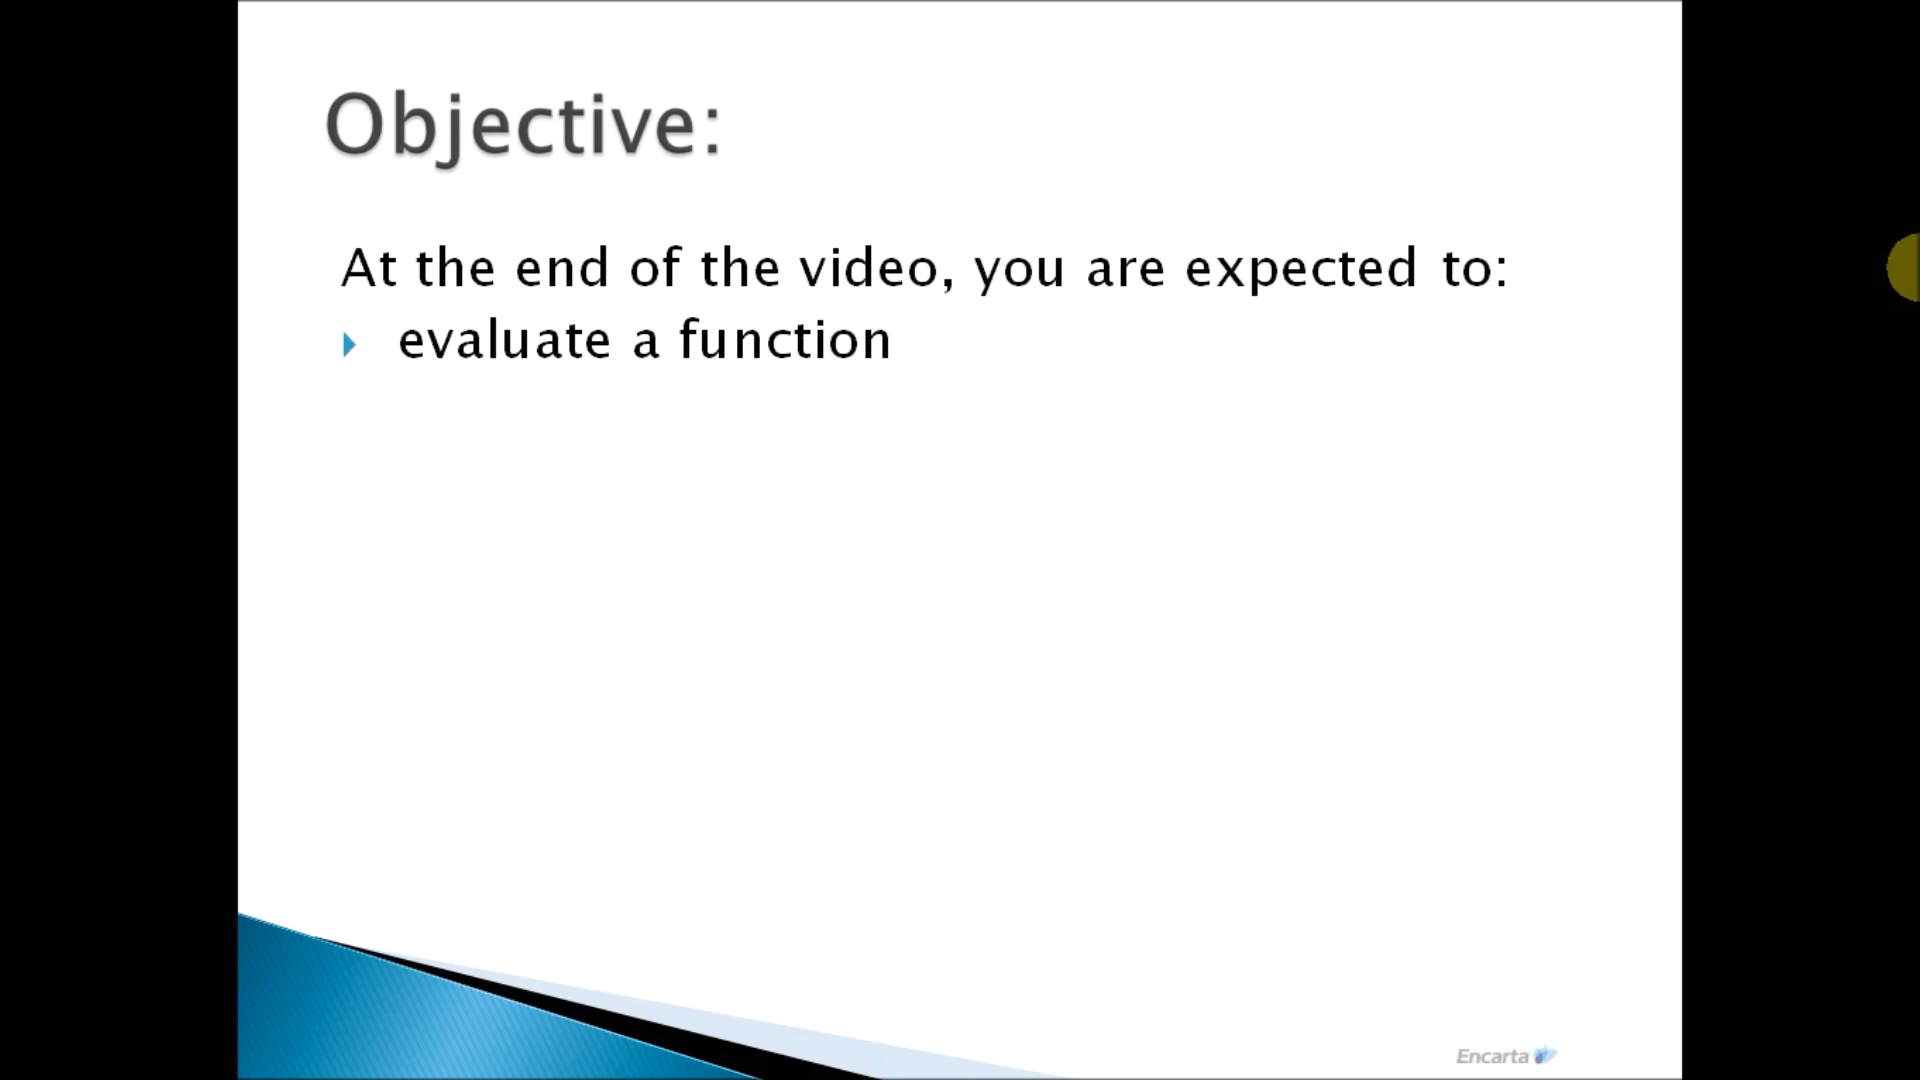 Objective:
At the end of the video, you are expected to:
evaluate a function
Encarta